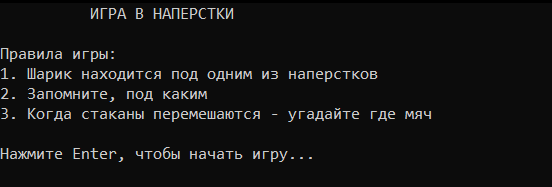 ИГРА В НАПЕРСТКИ
Правила игры:
1. Шарик находится под одним из наперстков
2. Запомните, под каким
3. Когда стаканы перемешаются - угадайте где мяч
Нажмите Enter, чтобы начать игру...